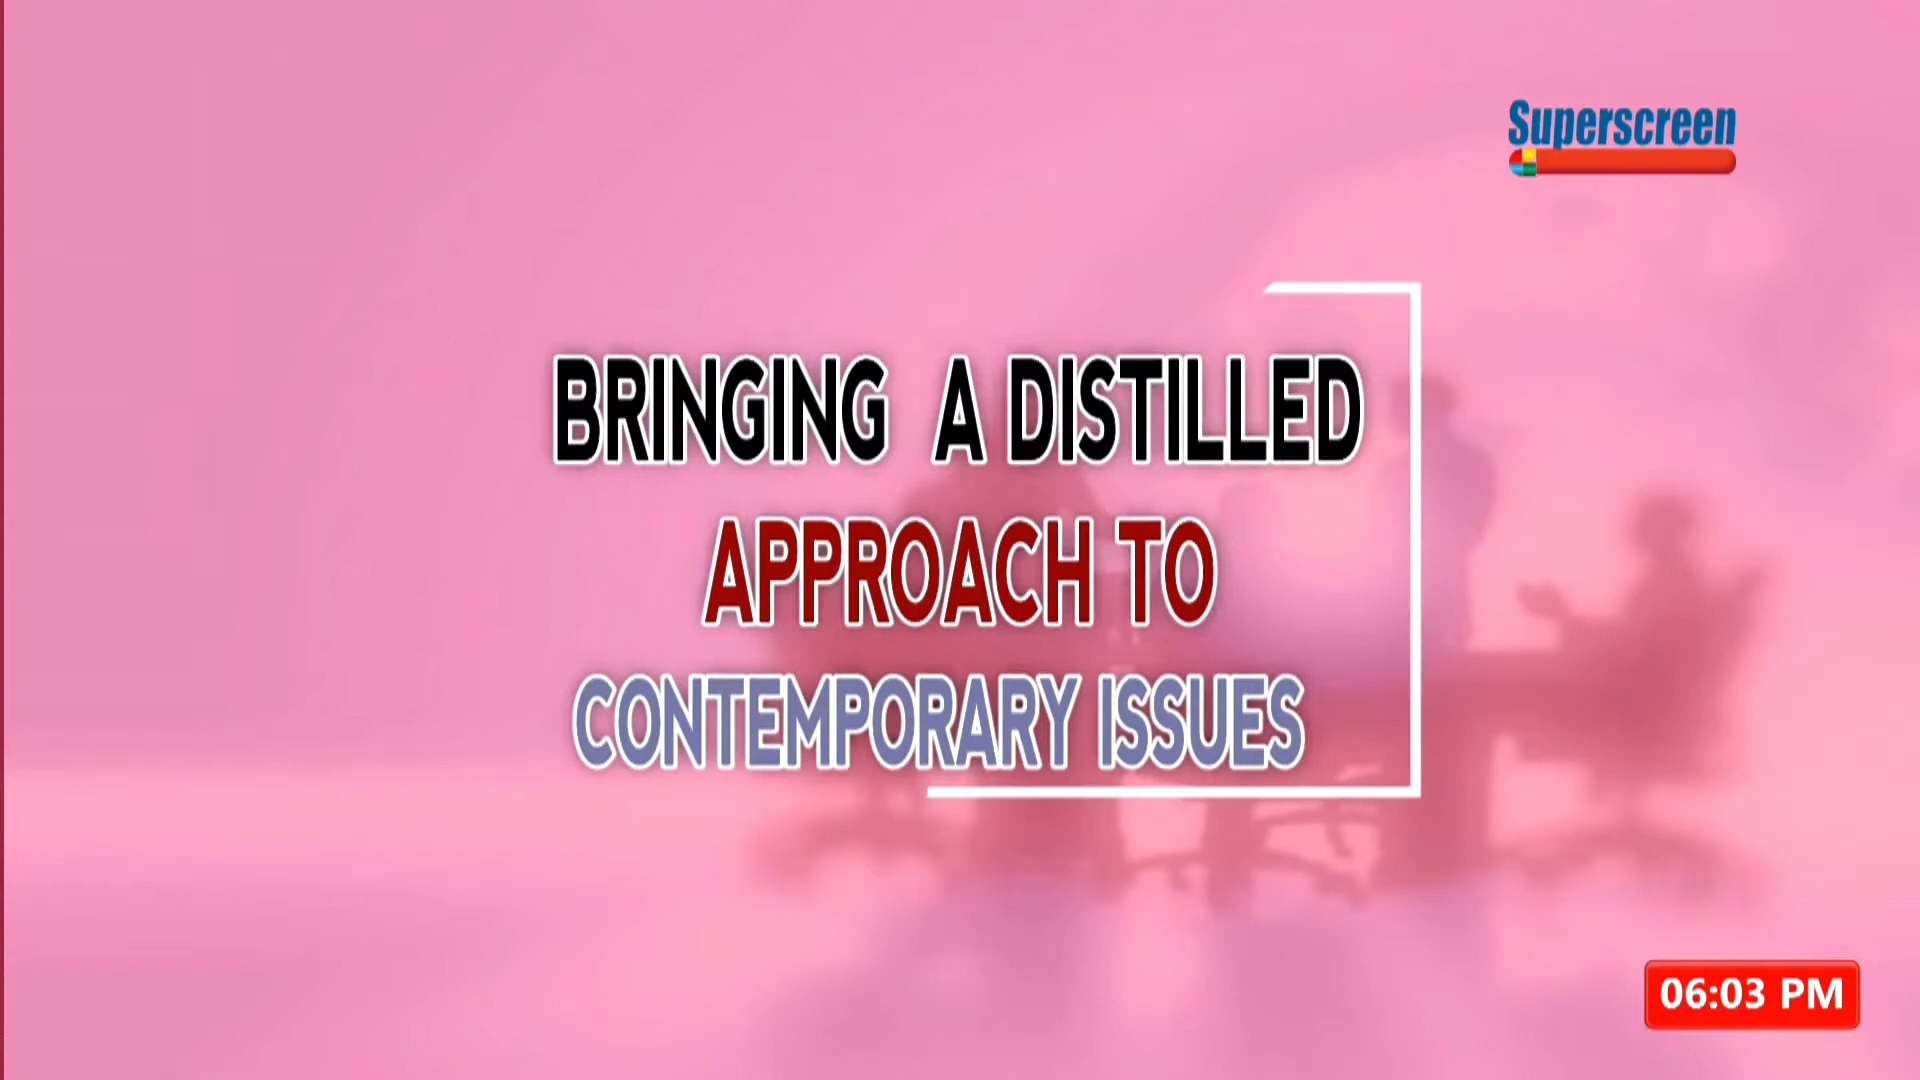 Superscreen
BRINGING A DISTILLED
APPROACH TO
CONTEMPORARY ISSUES
06:03 PM